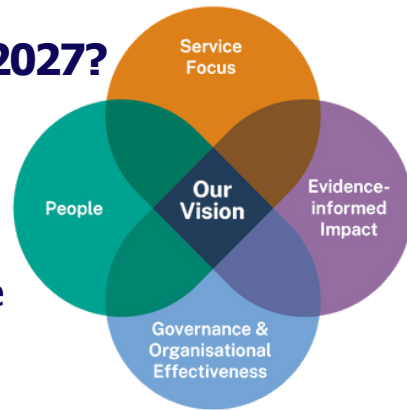 2027?
Service
Focus
People
Our
Vision
Evidence-
informed
Impact
e
Governance &
Organisational
Effectiveness